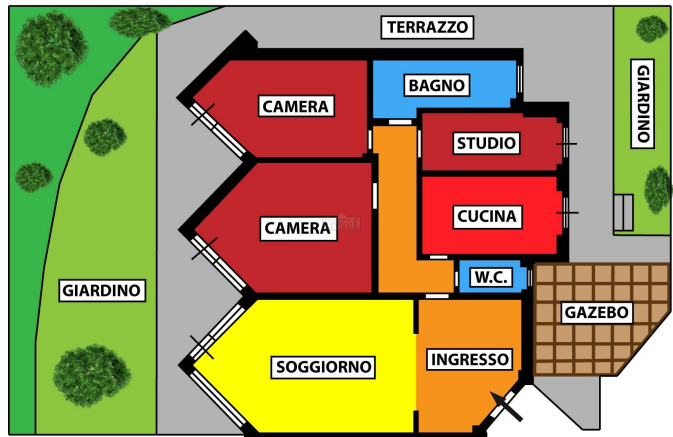 TERRAZZO
BAGNO
CAMERA
GIARDINO
STUDIO
CUCINA
CAMERA
W.C.
GIARDINO
GAZEBO
SOGGIORNO
INGRESSO